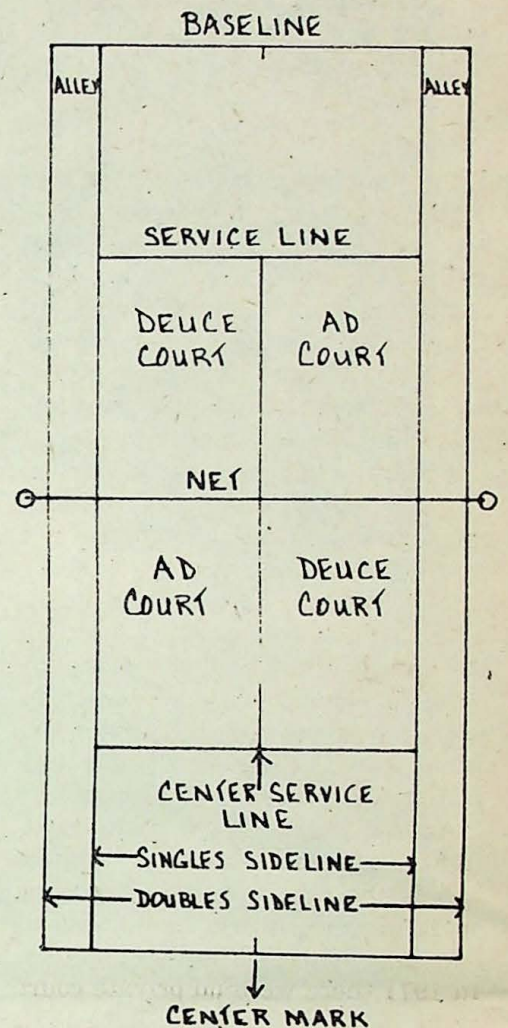 BASELINE
ALLEY
ALLEY
SERVICE LINE
DEUCE
COURT
AD
COURT
NET
AD
COURT
DEUCE
COURT
CENTER SERVICE
LINE
SINGLES SIDELINE
DOUBLES SIDELINE
CENTER MARK